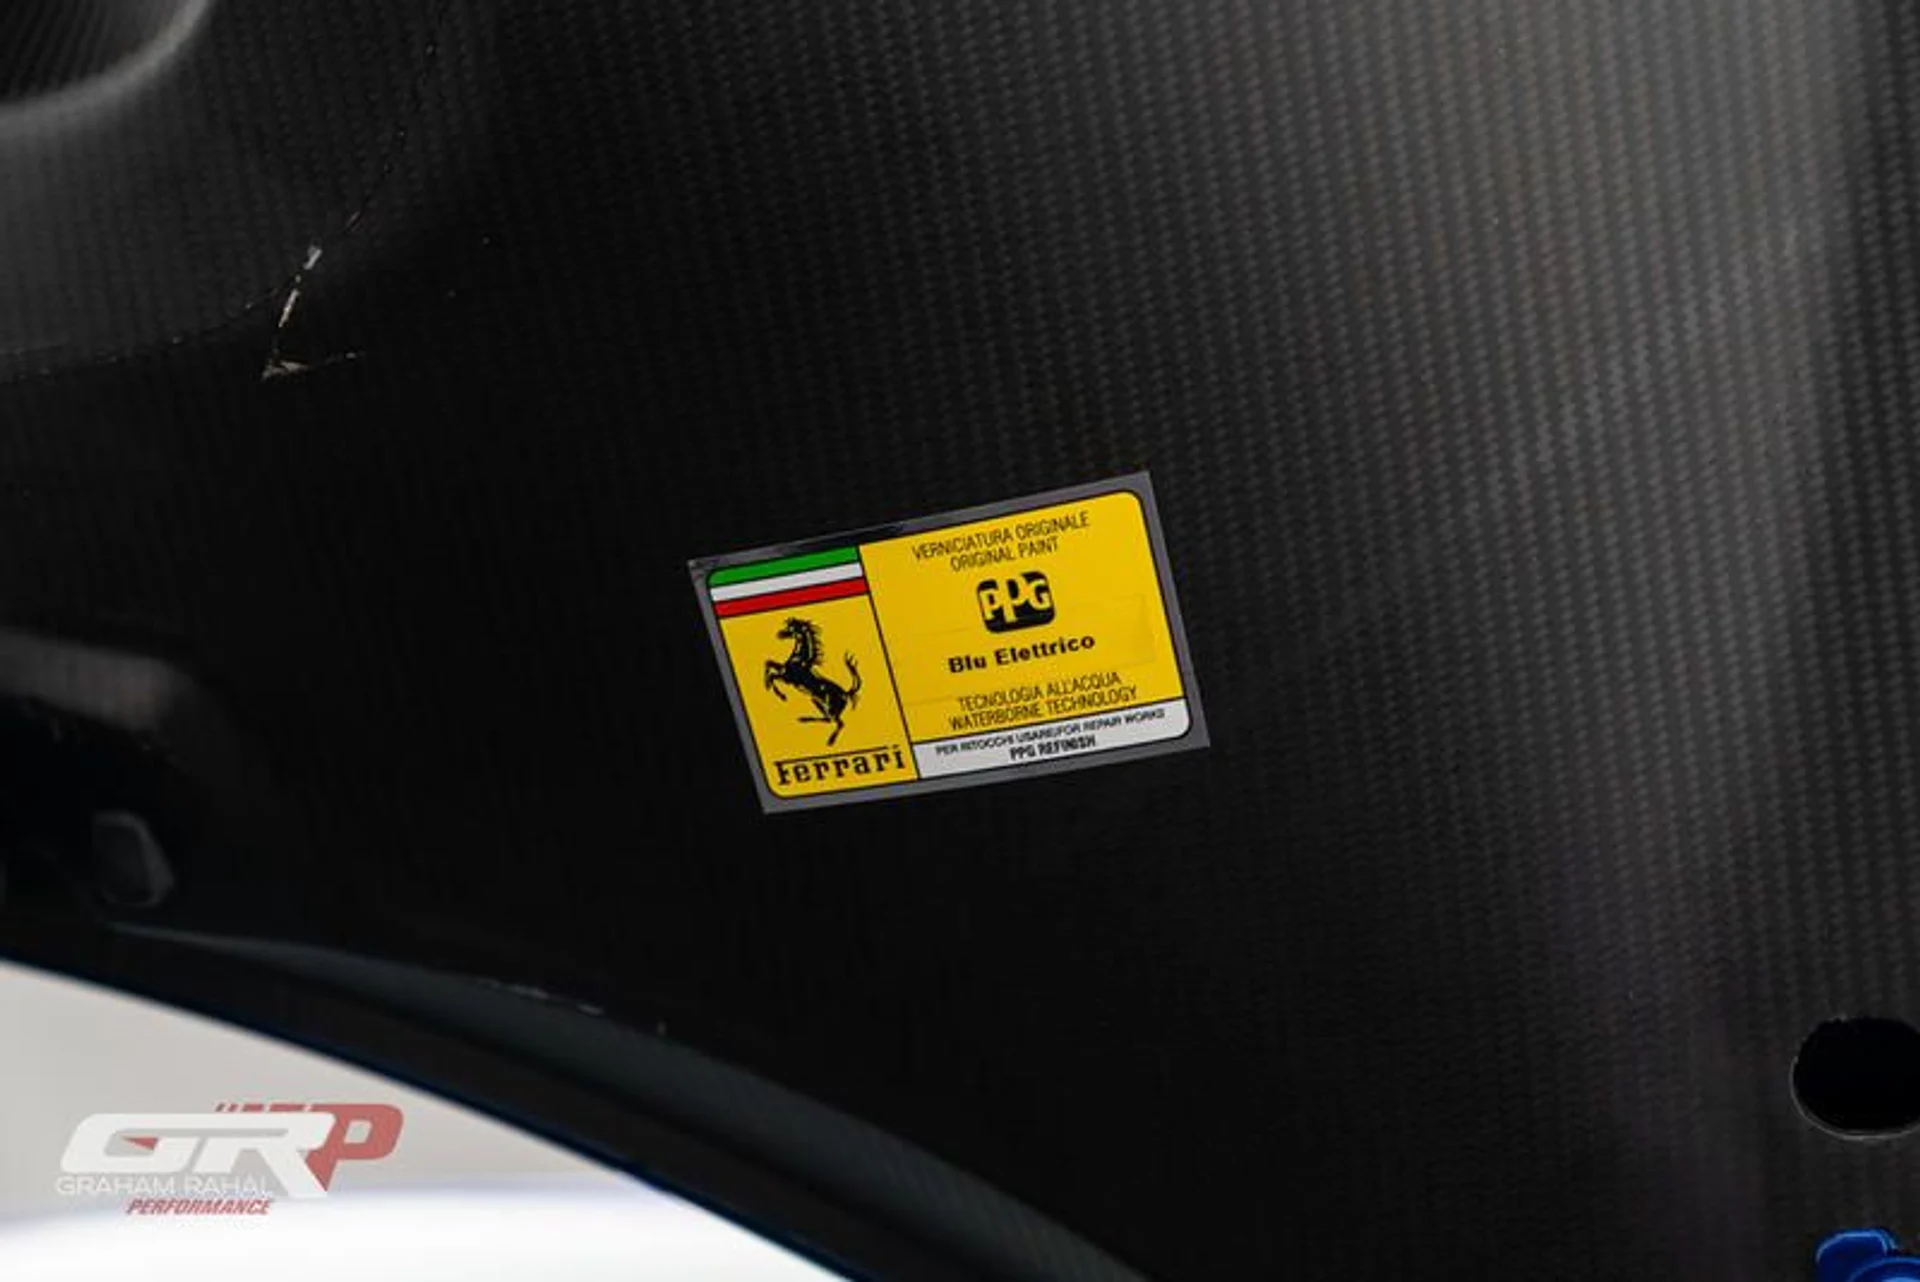 VERNICIATURA ORIGINALE
ORIGINAL PAINT
PPG
Blu Elettrico
TECNOLOGIA ALL'ACQUA
WATERBORNE TECHNOLOGY
PER RITOCCHI USARE/FOR REPAIR WORKS
PPG REFINISH
Ferrari
GRP
GRAHAM RAHAL
PERFORMANCE